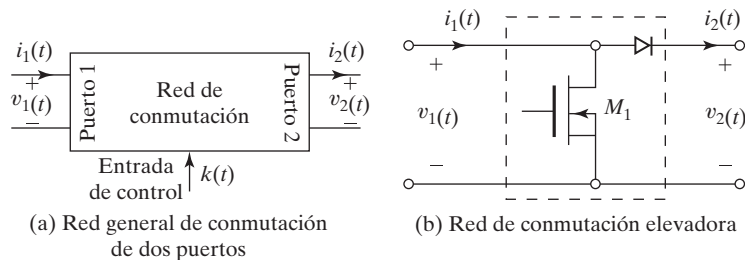 i₁(t)
i₂(t)
+
+
v₁(t)
v₂(t)
−
−
Puerto 1
Red de
conmutación
Puerto 2
Entrada
de control
k(t)
(a) Red general de conmutación
de dos puertos
i₁(t)
i₂(t)
+
+
v₁(t)
M₁
v₂(t)
−
−
(b) Red de conmutación elevadora